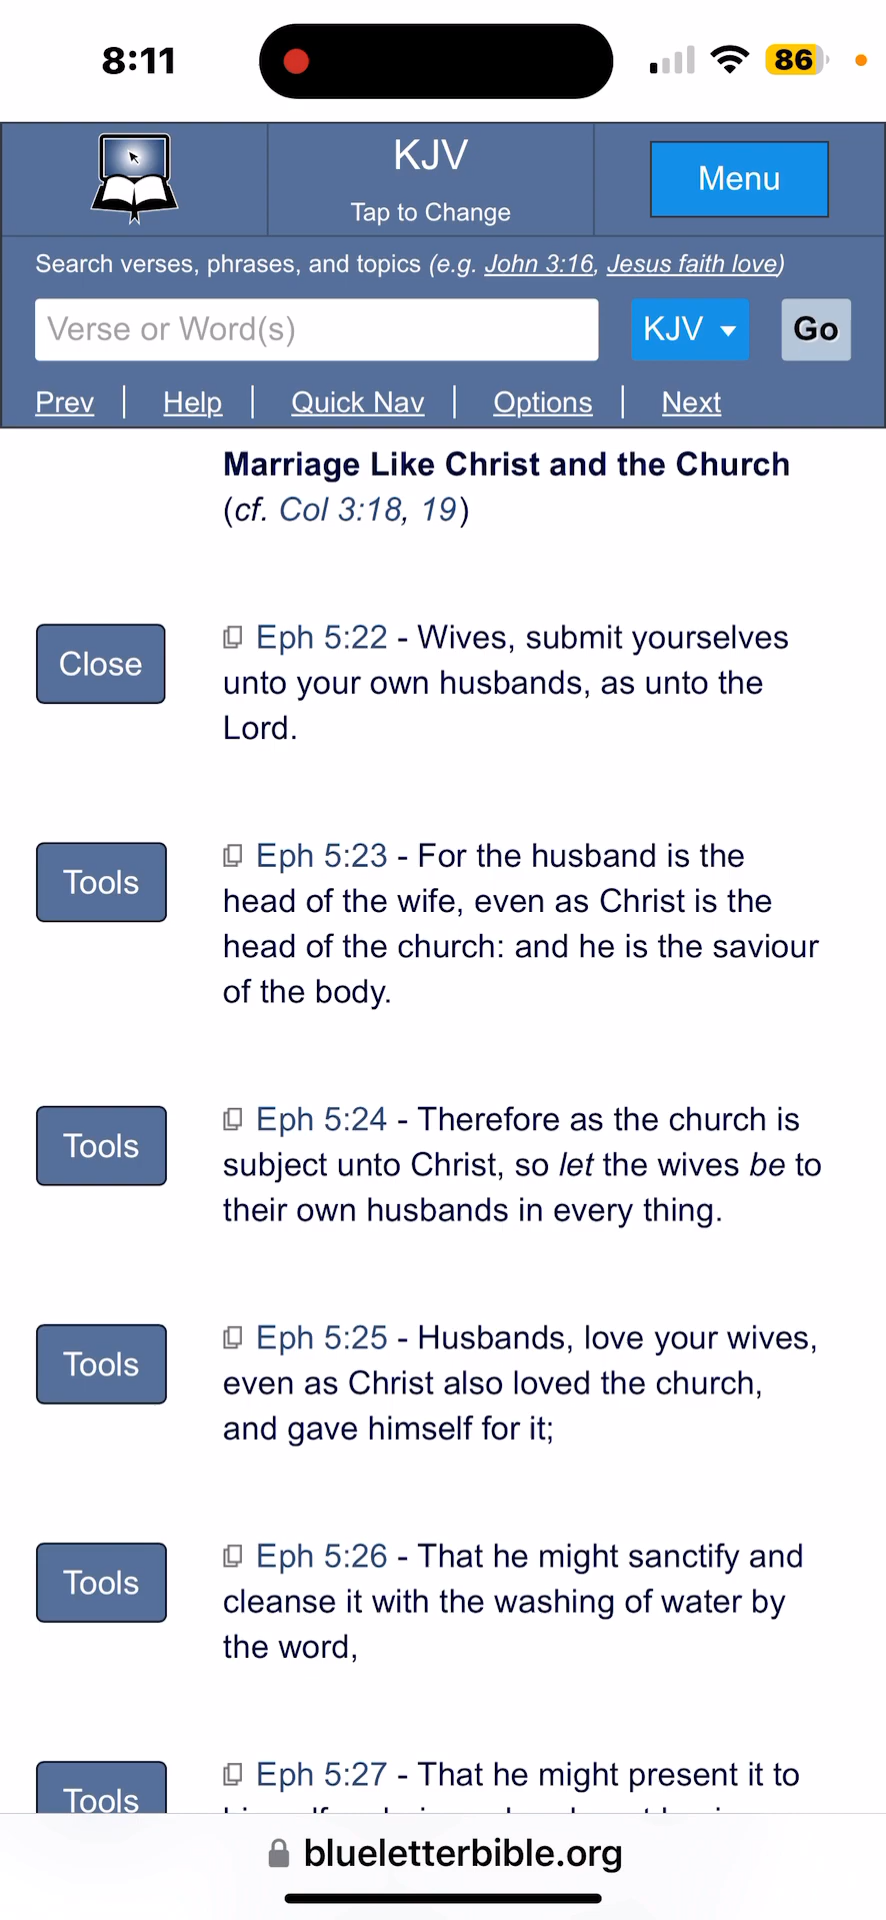 8:11
86
KJV
Tap to Change
Menu
Search verses, phrases, and topics (e.g. John 3:16, Jesus faith love)
Verse or Word(s)
KJV
Go
Prev | Help | Quick Nav | Options | Next
Marriage Like Christ and the Church
(cf. Col 3:18, 19)
Close
Eph 5:22 - Wives, submit yourselves
unto your own husbands, as unto the
Lord.
Tools
Eph 5:23 - For the husband is the
head of the wife, even as Christ is the
head of the church: and he is the saviour
of the body.
Tools
Eph 5:24 - Therefore as the church is
subject unto Christ, so let the wives be to
their own husbands in every thing.
Tools
Eph 5:25 - Husbands, love your wives,
even as Christ also loved the church,
and gave himself for it;
Tools
Eph 5:26 - That he might sanctify and
cleanse it with the washing of water by
the word,
Tools
Eph 5:27 - That he might present it to
blueletterbible.org